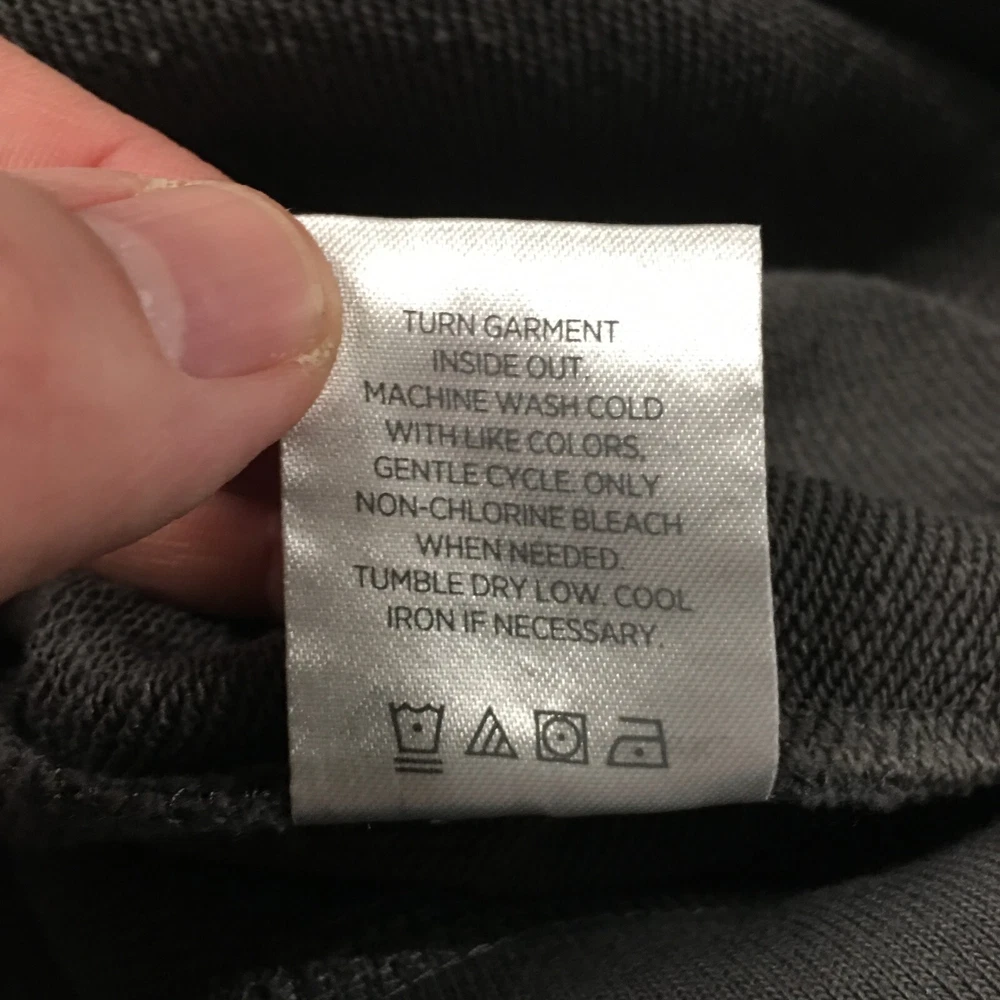 TURN GARMENT
INSIDE OUT.
MACHINE WASH COLD
WITH LIKE COLORS.
GENTLE CYCLE. ONLY
NON-CHLORINE BLEACH
WHEN NEEDED.
TUMBLE DRY LOW. COOL
IRON IF NECESSARY.